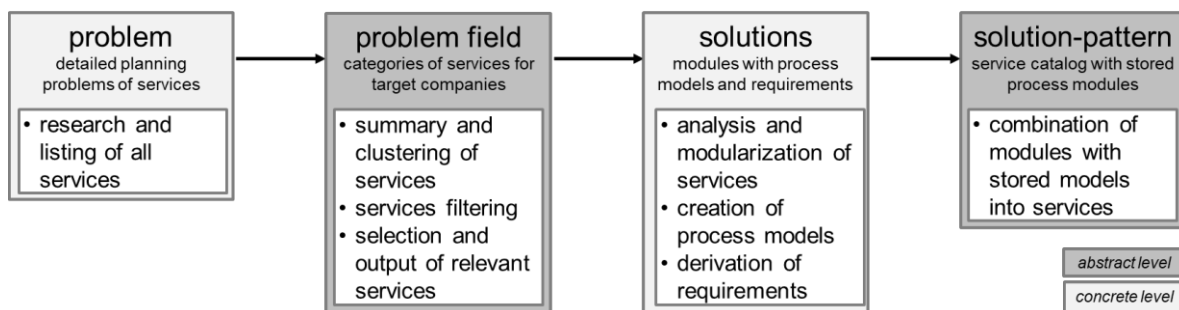 problem
detailed planning
problems of services
• research and
listing of all
services
problem field
categories of services for
target companies
• summary and
clustering of
services
• services filtering
• selection and
output of relevant
services
solutions
modules with process
models and requirements
• analysis and
modularization of
services
• creation of
process models
• derivation of
requirements
solution-pattern
service catalog with stored
process modules
• combination of
modules with
stored models
into services
abstract level
concrete level